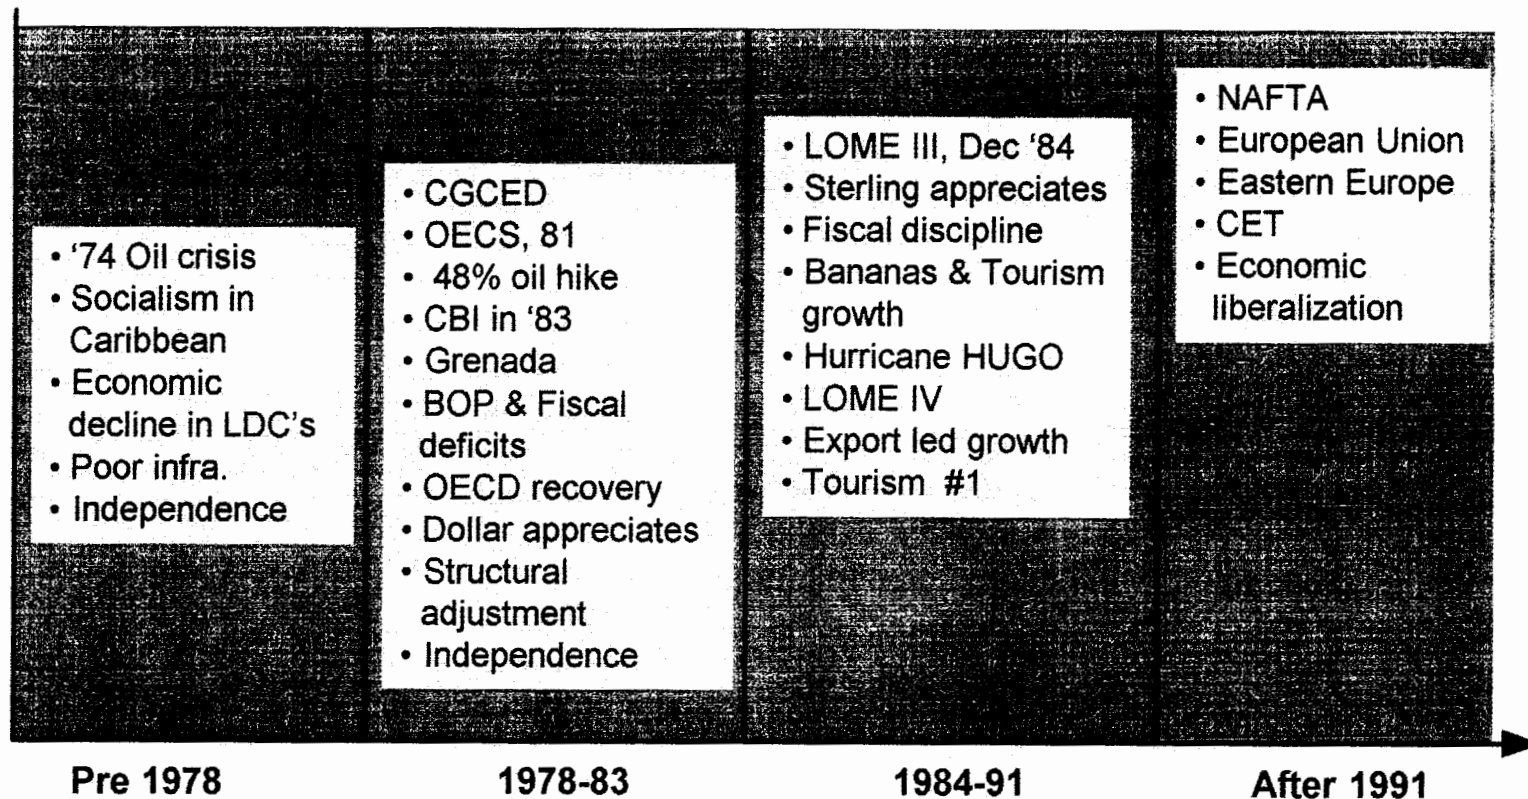 • ‘74 Oil crisis
• Socialism in
Caribbean
• Economic
decline in LDC's
• Poor infra.
• Independence
• CGCED
• OECS, 81
• 48% oil hike
• CBI in ‘83
• Grenada
• BOP & Fiscal
deficits
• OECD recovery
• Dollar appreciates
• Structural
adjustment
• Independence
• LOME III, Dec ‘84
• Sterling appreciates
• Fiscal discipline
• Bananas & Tourism
growth
• Hurricane HUGO
• LOME IV
• Export led growth
• Tourism #1
• NAFTA
• European Union
• Eastern Europe
• CET
• Economic
liberalization
Pre 1978
1978-83
1984-91
After 1991